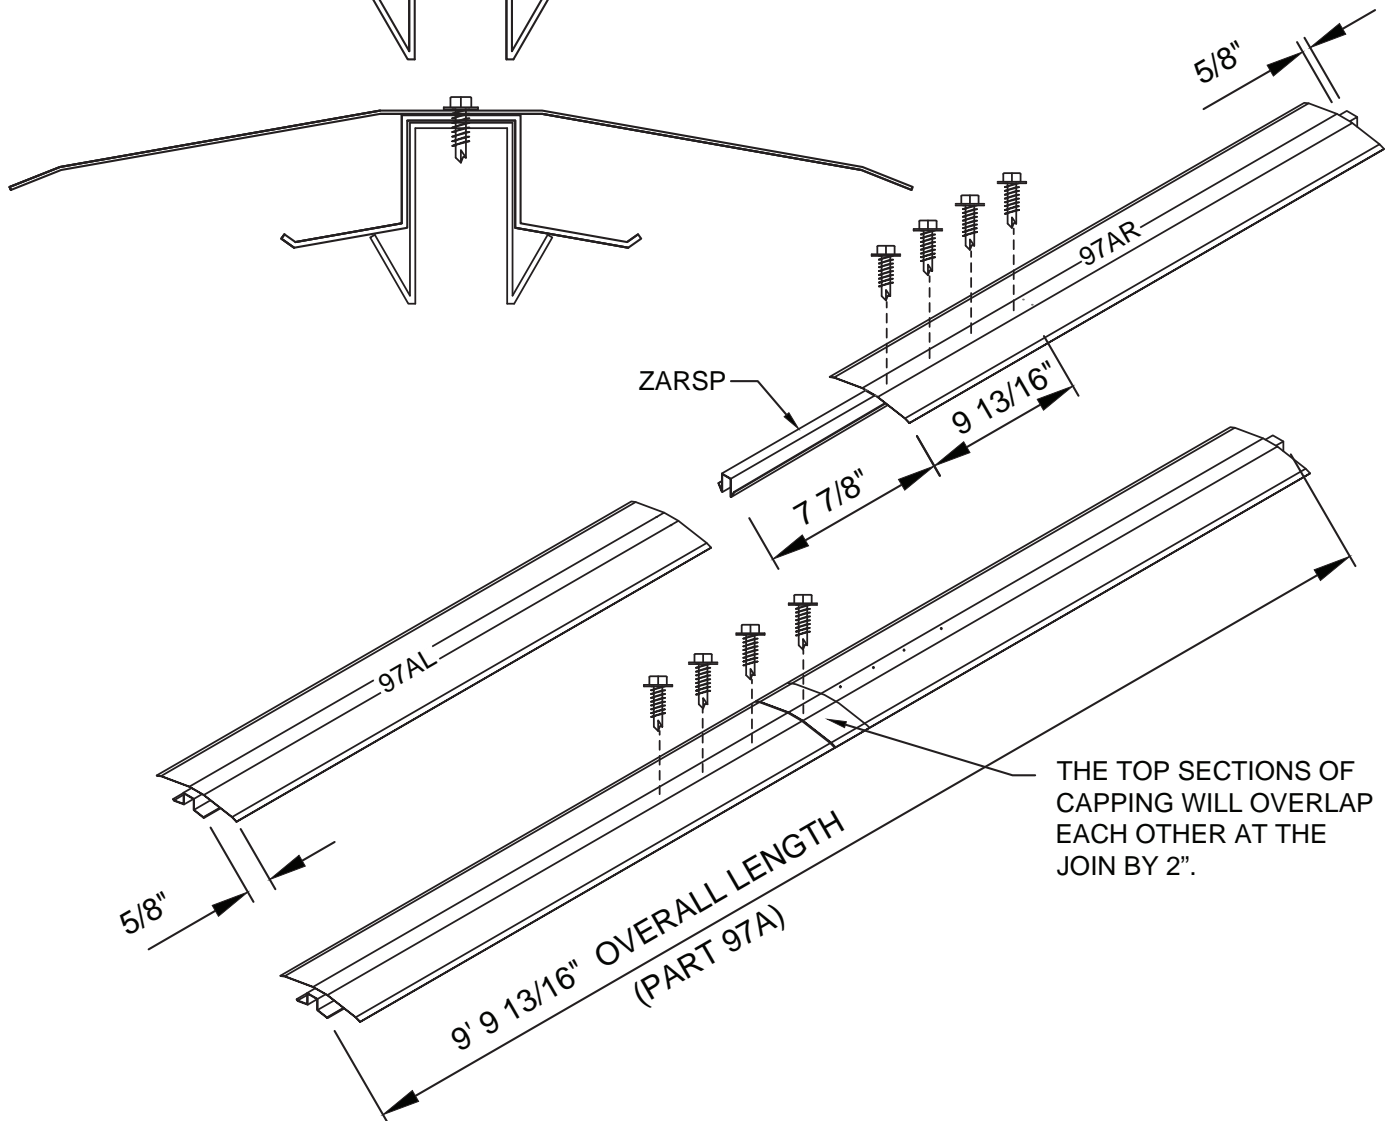 5/8"
97AR
ZARSP
9 13/16"
7 7/8"
97AL
THE TOP SECTIONS OF
CAPPING WILL OVERLAP
EACH OTHER AT THE
JOIN BY 2”.
5/8"
9' 9 13/16" OVERALL LENGTH
(PART 97A)